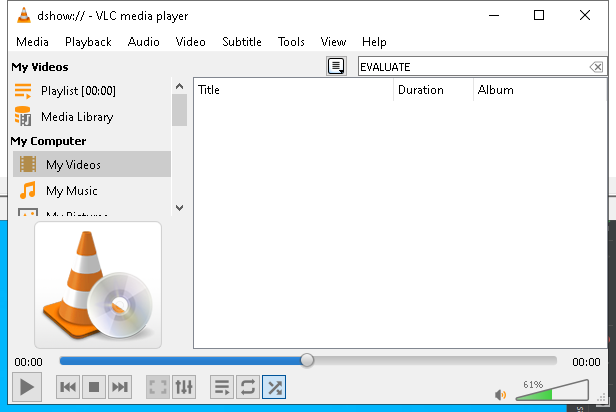 dshow:// - VLC media player
Media Playback Audio Video Subtitle Tools View Help
My Videos
EVALUATE
Playlist [00:00]
Media Library
My Computer
My Videos
My Music
My Pictures
Title Duration Album
00:00 00:00
61%